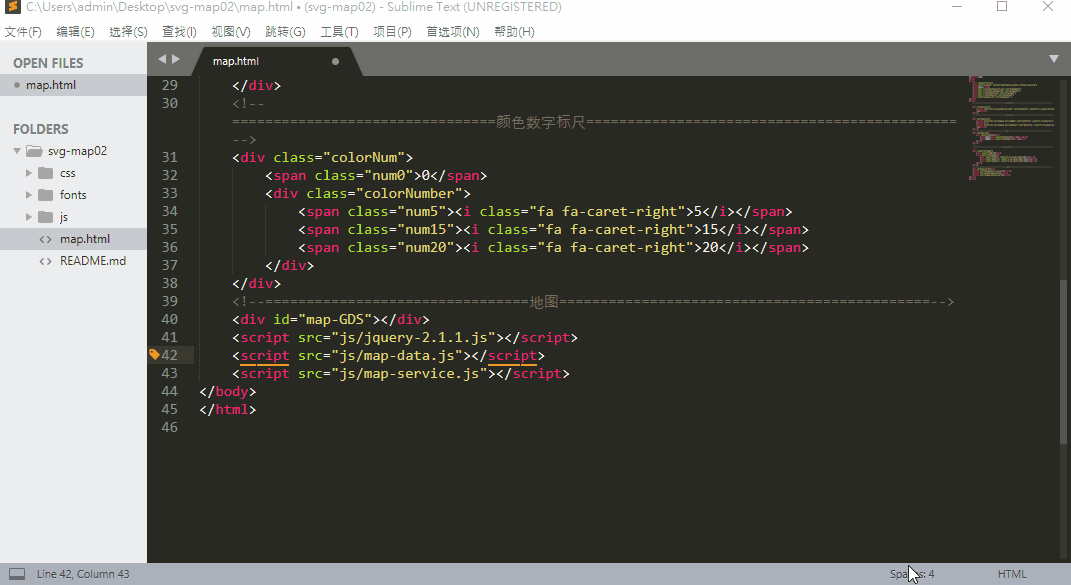 C:\Users\admin\Desktop\svg-map02\map.html • (svg-map02) - Sublime Text (UNREGISTERED)
文件(F) 编辑(E) 选择(S) 查找(I) 视图(V) 跳转(G) 工具(T) 项目(P) 首选项(N) 帮助(H)
OPEN FILES
map.html
FOLDERS
svg-map02
css
fonts
js
map.html
README.md
map.html
29 </div>
30 <!--
================================颜色数字标尺=============================================
-->
31 <div class="colorNum">
32 <span class="num0">0</span>
33 <div class="colorNumber">
34 <span class="num5"><i class="fa fa-caret-right">5</i></span>
35 <span class="num15"><i class="fa fa-caret-right">15</i></span>
36 <span class="num20"><i class="fa fa-caret-right">20</i></span>
37 </div>
38 </div>
39 <!--================================地图=============================================-->
40 <div id="map-GDS"></div>
41 <script src="js/jquery-2.1.1.js"></script>
42 <script src="js/map-data.js"></script>
43 <script src="js/map-service.js"></script>
44 </body>
45 </html>
46
Line 42, Column 43
Spaces: 4
HTML